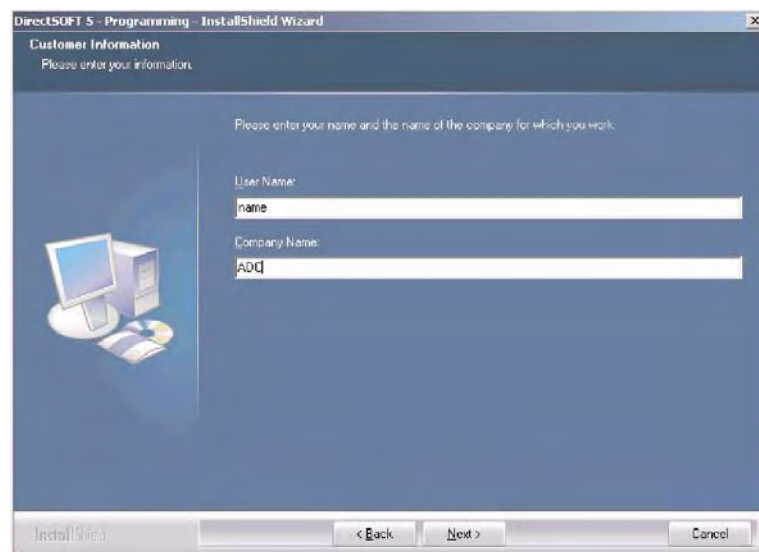 DirectSOFT 5 - Programming - InstallShield Wizard
Customer Information
Please enter your information.
Please enter your name and the name of the company for which you work.
User Name:
name
Company Name:
ADC
InstallShield
< Back
Next >
Cancel